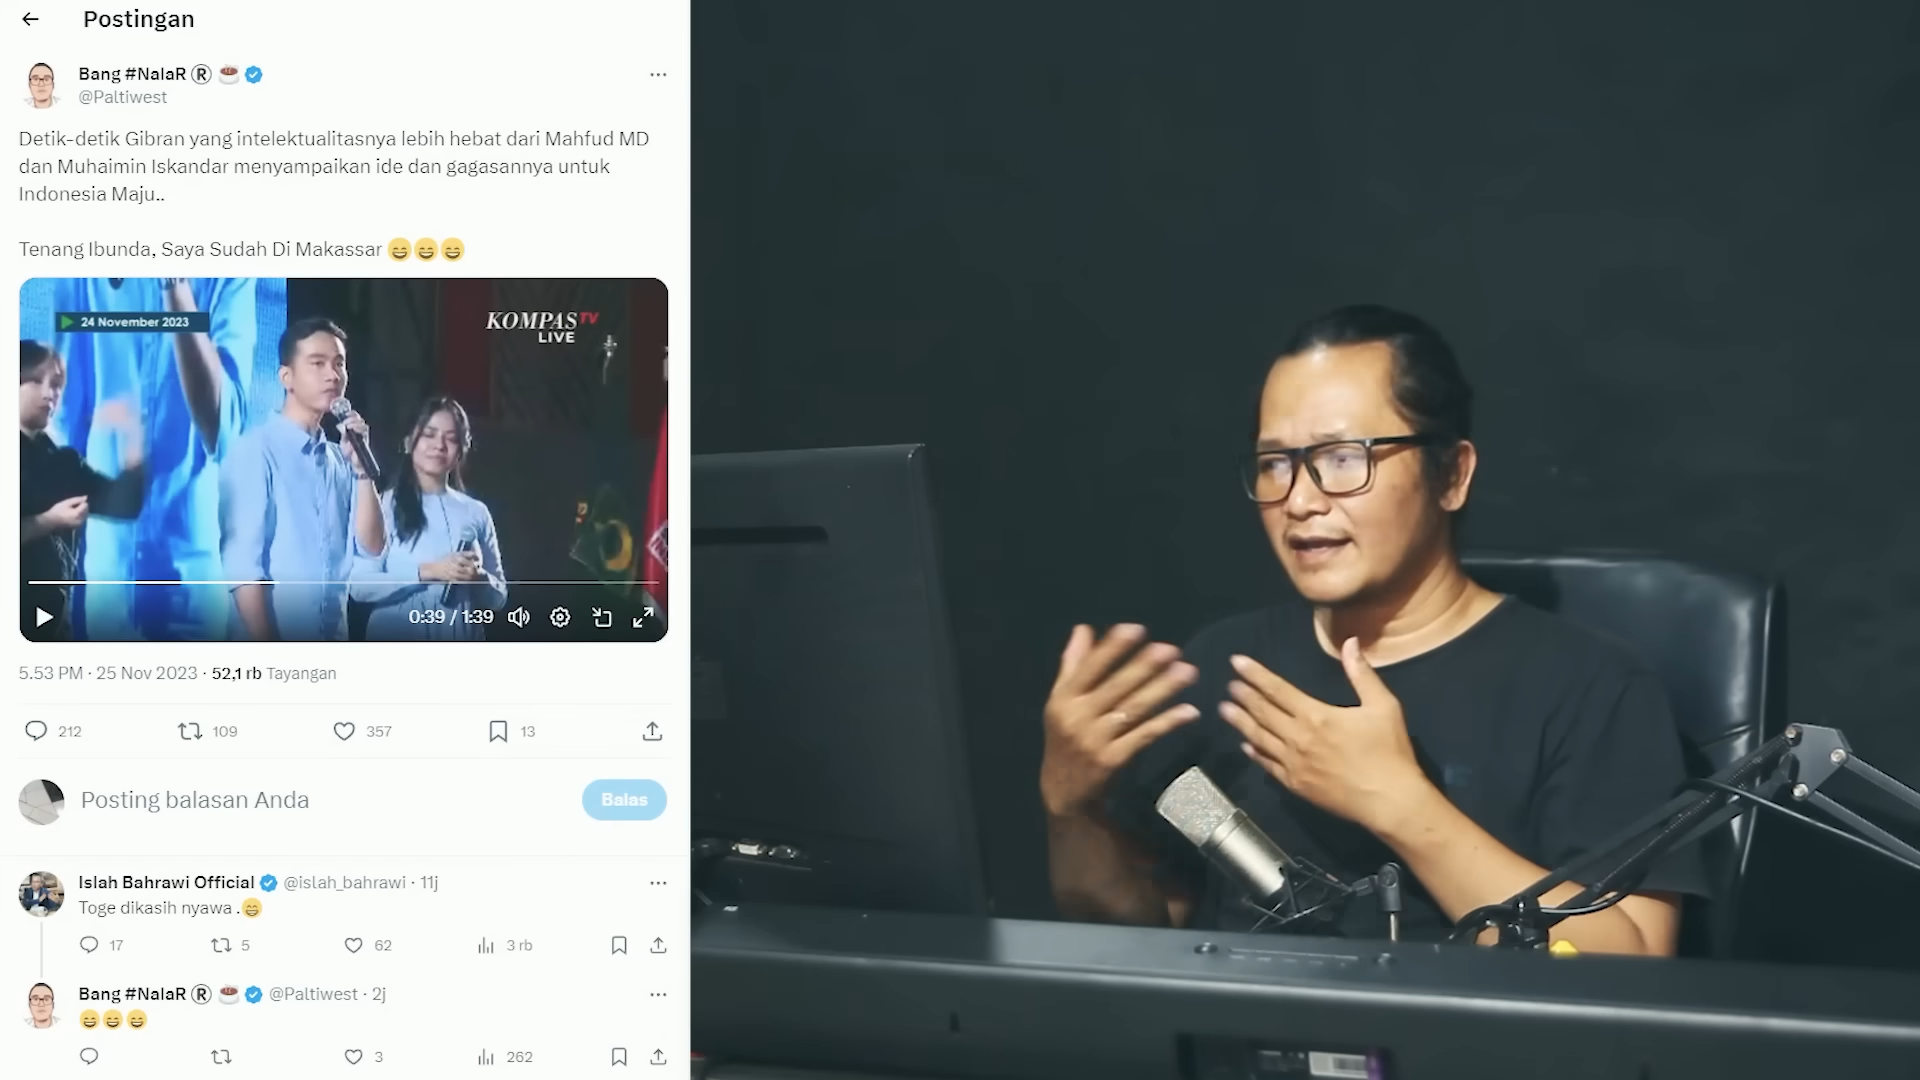 Postingan
Bang #NalaR ® ☕
@Paltiwest
Detik-detik Gibran yang intelektualitasnya lebih hebat dari Mahfud MD
dan Muhaimin Iskandar menyampaikan ide dan gagasannya untuk
Indonesia Maju..
Tenang Ibunda, Saya Sudah Di Makassar 😄😄😄
24 November 2023
KOMPAS TV
LIVE
0:39 / 1:39
5.53 PM · 25 Nov 2023 · 52,1 rb Tayangan
212 109 357 13
Posting balasan Anda
Balas
Islah Bahrawi Official @islah_bahrawi · 11j
Toge dikasih nyawa .😄
17 5 62 3 rb
Bang #NalaR ® ☕ @Paltiwest · 2j
😄😄😄
3 262